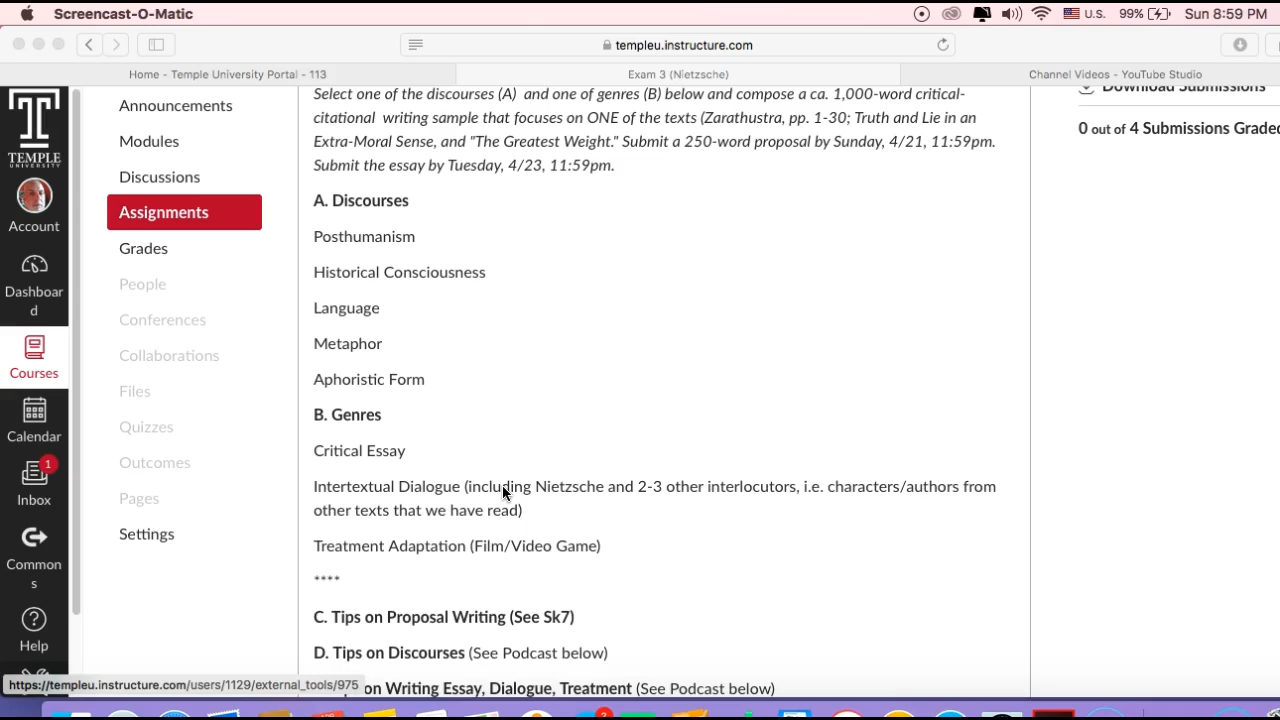 Screencast-O-Matic
U.S. 99% Sun 8:59 PM
templeu.instructure.com
Home - Temple University Portal - 113
Exam 3 (Nietzsche)
Channel Videos - YouTube Studio
TEMPLE
UNIVERSITY
Account
Dashboar
d
Courses
Calendar
1
Inbox
Common
s
Help
Announcements
Modules
Discussions
Assignments
Grades
People
Conferences
Collaborations
Files
Quizzes
Outcomes
Pages
Settings
Select one of the discourses (A) and one of genres (B) below and compose a ca. 1,000-word critical-
citational writing sample that focuses on ONE of the texts (Zarathustra, pp. 1-30; Truth and Lie in an
Extra-Moral Sense, and "The Greatest Weight." Submit a 250-word proposal by Sunday, 4/21, 11:59pm.
Submit the essay by Tuesday, 4/23, 11:59pm.
A. Discourses
Posthumanism
Historical Consciousness
Language
Metaphor
Aphoristic Form
B. Genres
Critical Essay
Intertextual Dialogue (including Nietzsche and 2-3 other interlocutors, i.e. characters/authors from
other texts that we have read)
Treatment Adaptation (Film/Video Game)
****
C. Tips on Proposal Writing (See Sk7)
D. Tips on Discourses (See Podcast below)
on Writing Essay, Dialogue, Treatment (See Podcast below)
Download Submissions
0 out of 4 Submissions Graded
https://templeu.instructure.com/users/1129/external_tools/975